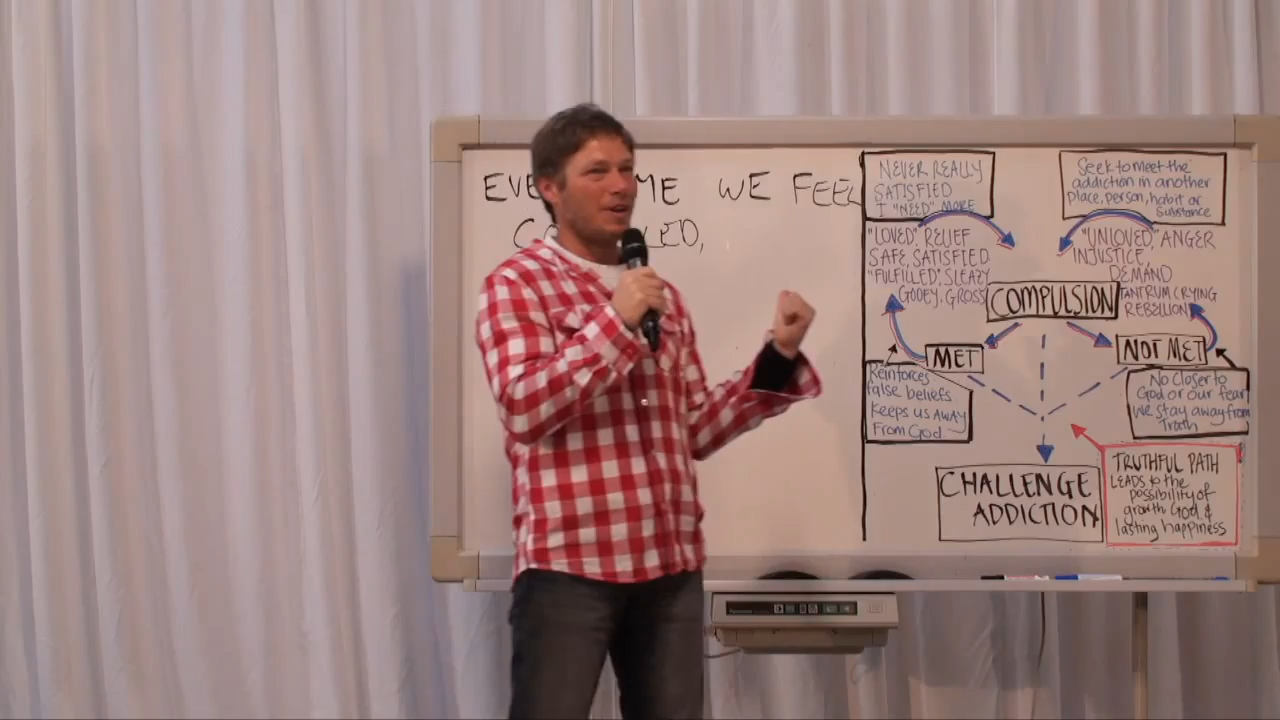 WE FEEL
NEVER REALLY
SATISFIED
I "NEED" MORE
Seek to meet the
addiction in another
place, person, habit or
Substance
"LOVED", RELIEF
SAFE, SATISFIED
"FULFILLED", SLEAZY
GOOEY, GROSS
"UNLOVED", ANGER
INJUSTICE,
DEMAND
TANTRUM CRYING
REBELLION
COMPULSION
MET
NOT MET
Reinforces
false beliefs
Keeps us away
From God
No closer to
God or our fear
We stay away from
Truth
CHALLENGE
ADDICTION
TRUTHFUL PATH
LEADS to the
possibility of
growth God &
lasting happiness